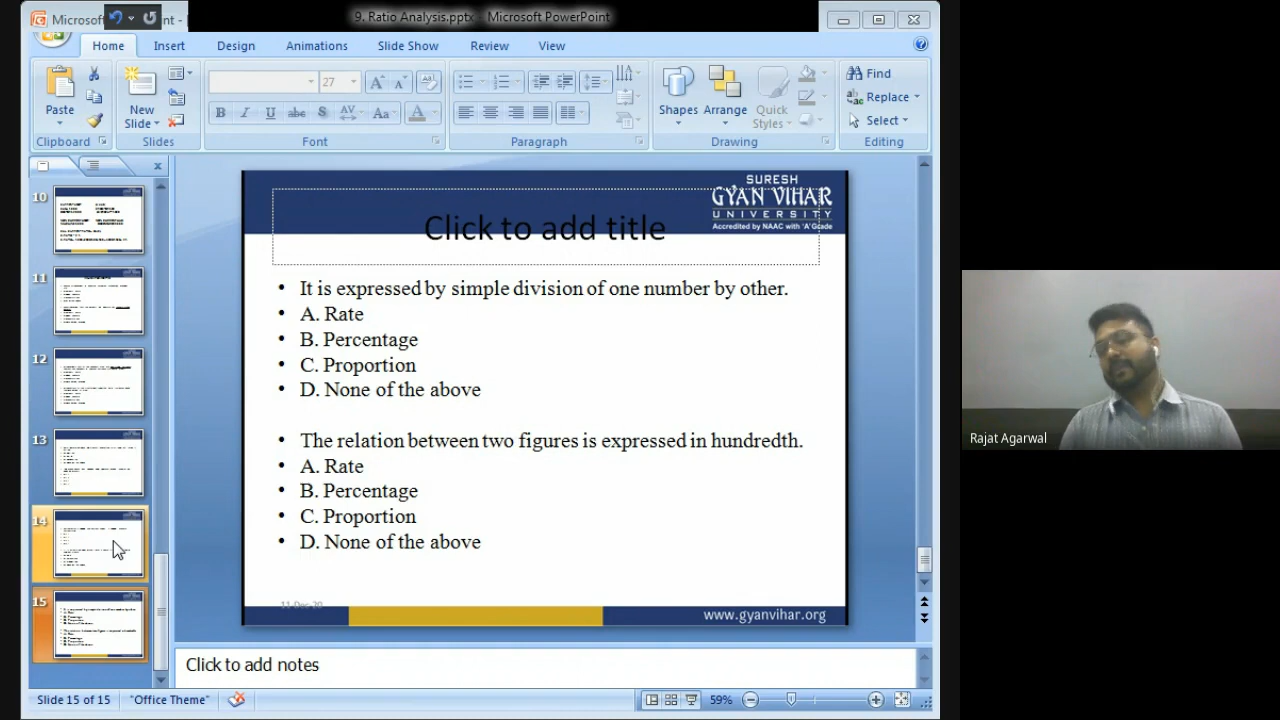 Microsoft
9. Ratio Analysis.pptx - Microsoft PowerPoint
Home Insert Design Animations Slide Show Review View
Paste
New Slide
27
Shapes Arrange Quick Styles
Find
Replace
Select
Clipboard Slides Font Paragraph Drawing Editing
10
11
12
13
14
15
SURESH
GYAN VIHAR
UNIVERSITY
Accredited by NAAC with 'A' Grade
Click to add title
• It is expressed by simple division of one number by other.
• A. Rate
• B. Percentage
• C. Proportion
• D. None of the above
• The relation between two figures is expressed in hundredth.
• A. Rate
• B. Percentage
• C. Proportion
• D. None of the above
11-Dec-20
www.gyanvihar.org
Click to add notes
Slide 15 of 15 "Office Theme" 59%
Rajat Agarwal